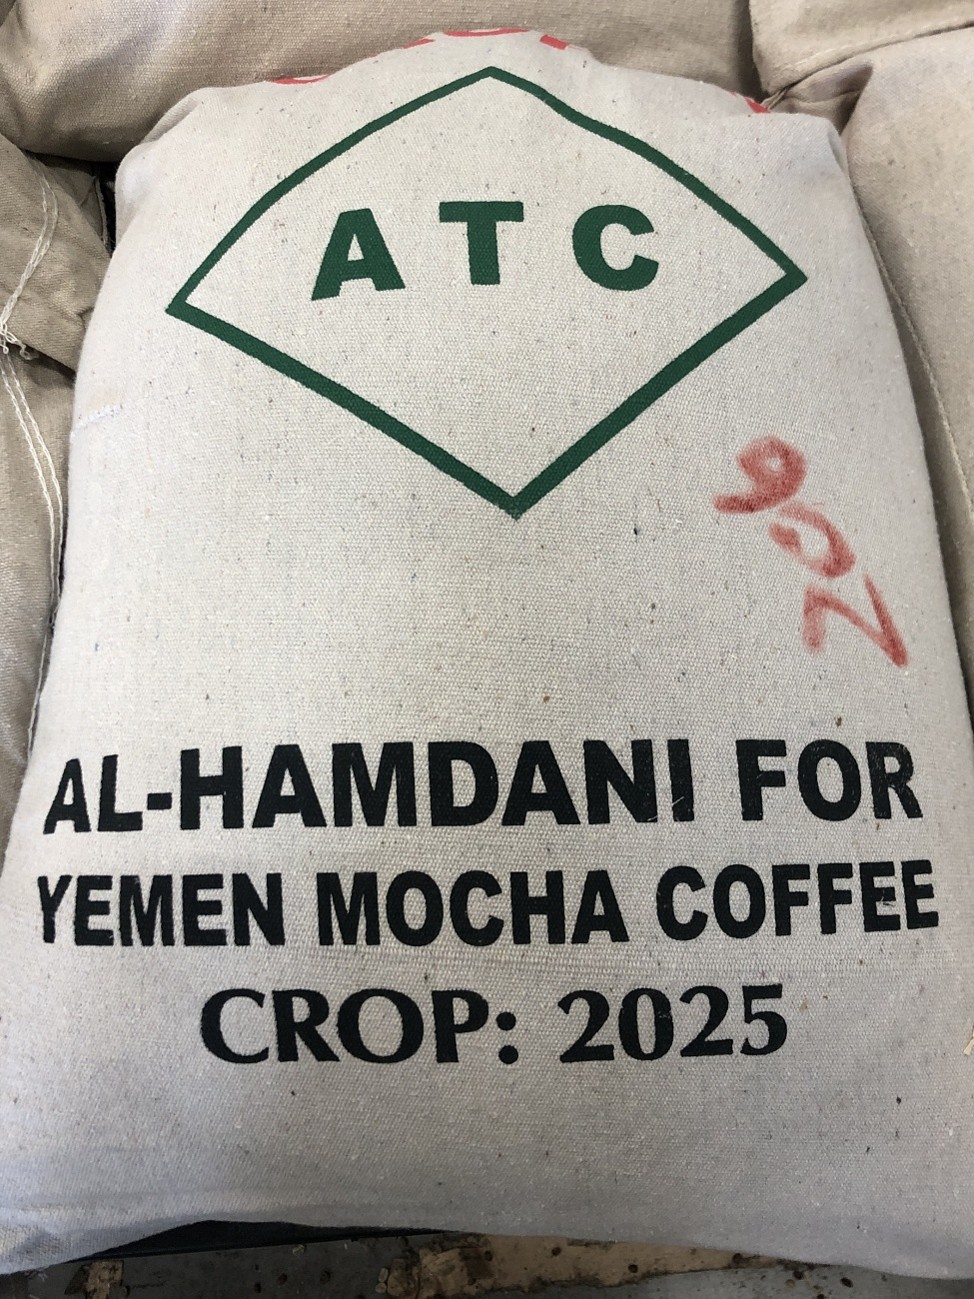 ATC
AL-HAMDANI FOR
YEMEN MOCHA COFFEE
CROP: 2025